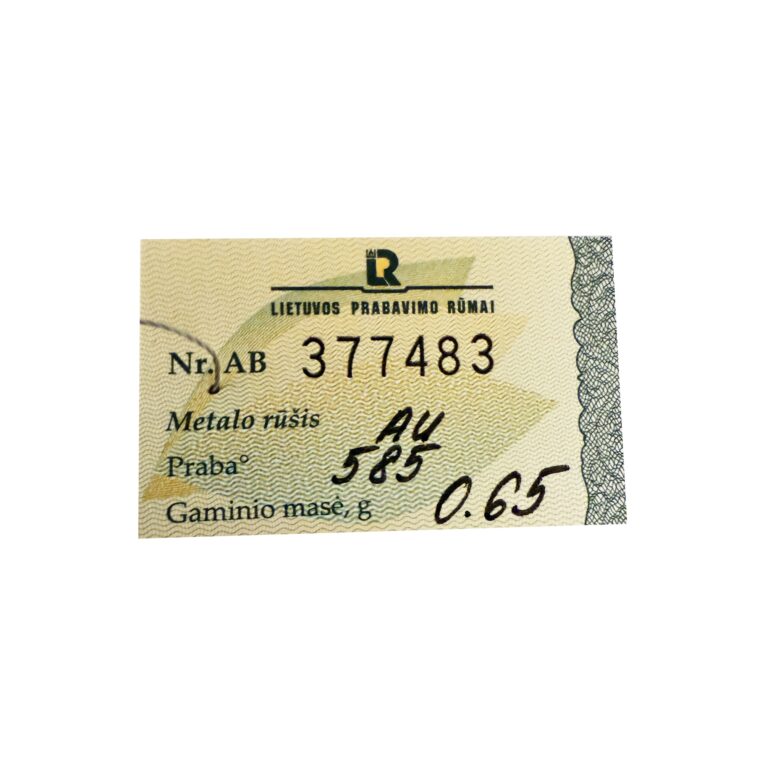 LR
LIETUVOS PRABAVIMO RŪMAI
Nr. AB 377483
Metalo rūšis AU
Praba° 585
Gaminio masė, g 0.65